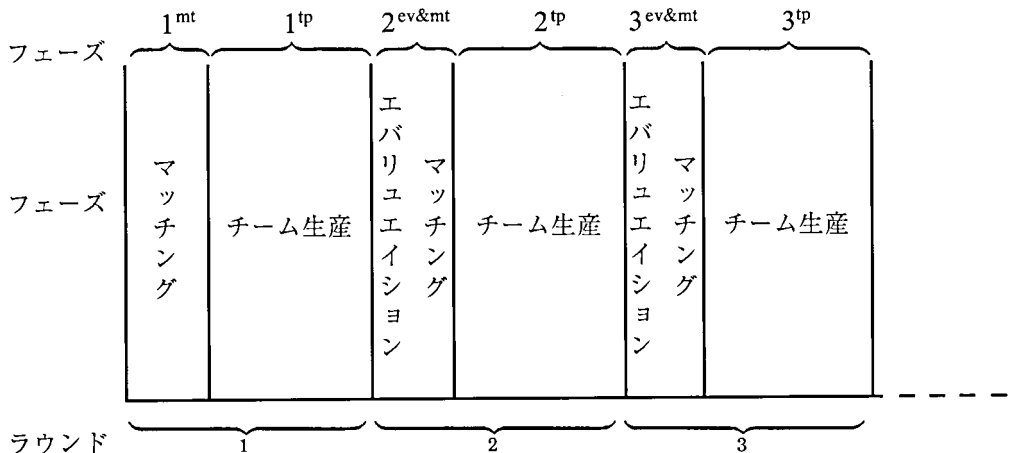 1^mt 1^tp 2^ev&mt 2^tp 3^ev&mt 3^tp
フェーズ
フェーズ
マッチング
チーム生産
エバリュエイション
マッチング
チーム生産
エバリュエイション
マッチング
チーム生産
ラウンド 1 2 3